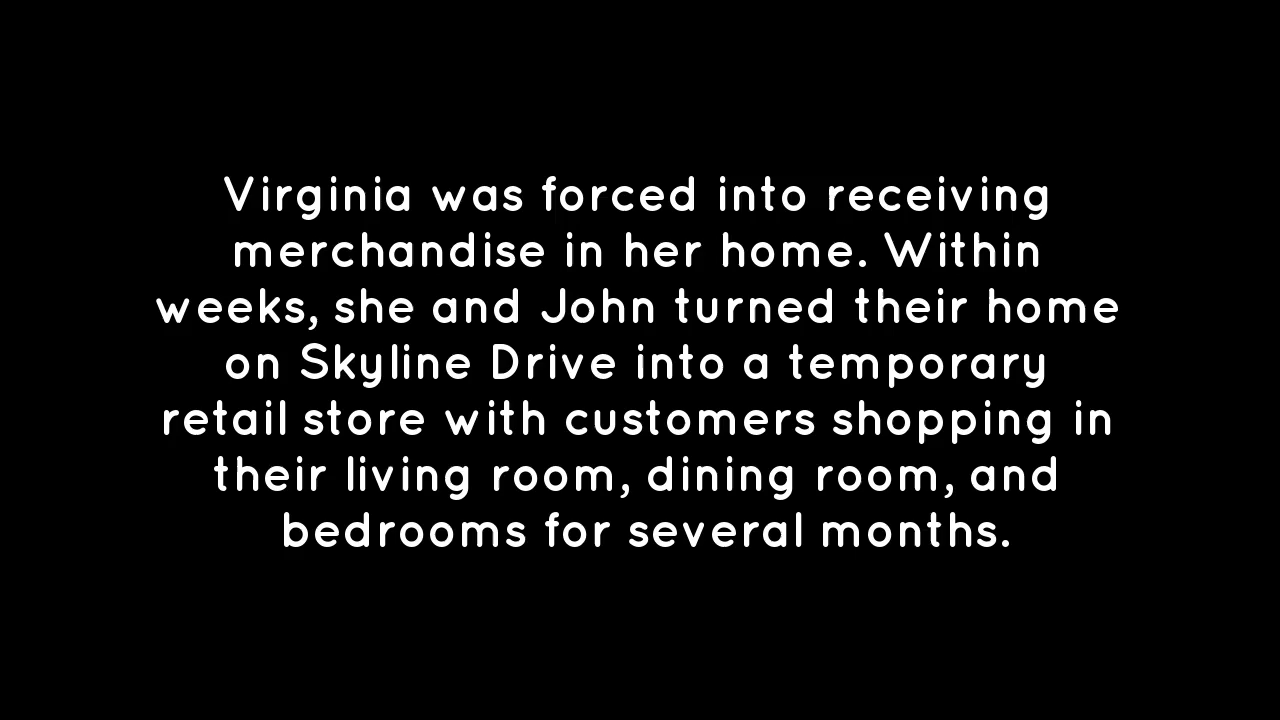 Virginia was forced into receiving
merchandise in her home. Within
weeks, she and John turned their home
on Skyline Drive into a temporary
retail store with customers shopping in
their living room, dining room, and
bedrooms for several months.